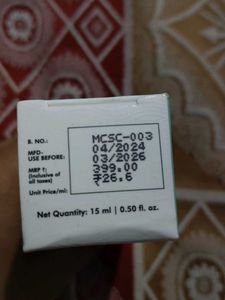 B. NO.: MCSC-003
MFD- 04/2024
USE BEFORE: 03/2026
MRP ₹: 399.00
(Inclusive of
all taxes)
Unit Price/ml: ₹26.6
Net Quantity: 15 ml | 0.50 fl. oz.